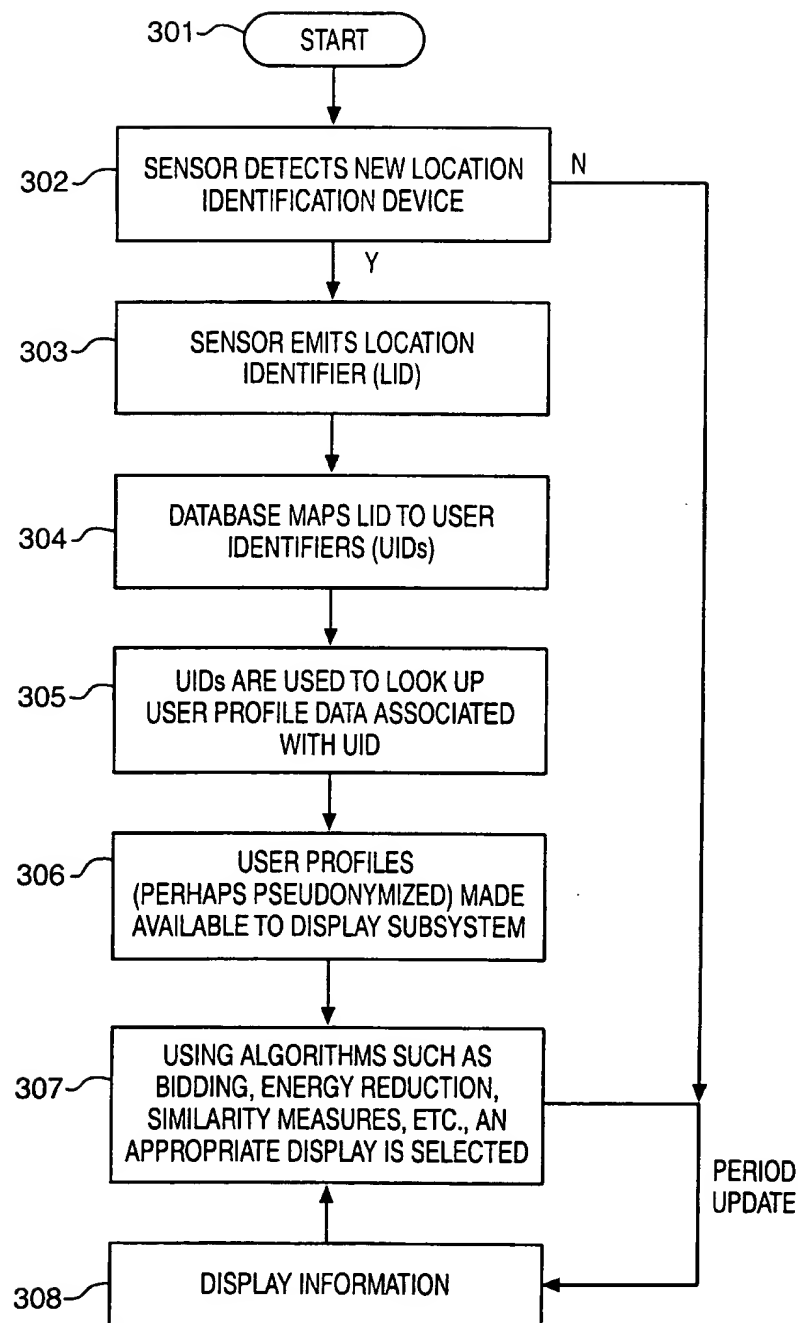 301
START
302
SENSOR DETECTS NEW LOCATION
IDENTIFICATION DEVICE
N
Y
303
SENSOR EMITS LOCATION
IDENTIFIER (LID)
304
DATABASE MAPS LID TO USER
IDENTIFIERS (UIDs)
305
UIDs ARE USED TO LOOK UP
USER PROFILE DATA ASSOCIATED
WITH UID
306
USER PROFILES
(PERHAPS PSEUDONYMIZED) MADE
AVAILABLE TO DISPLAY SUBSYSTEM
307
USING ALGORITHMS SUCH AS
BIDDING, ENERGY REDUCTION,
SIMILARITY MEASURES, ETC., AN
APPROPRIATE DISPLAY IS SELECTED
PERIOD
UPDATE
308
DISPLAY INFORMATION